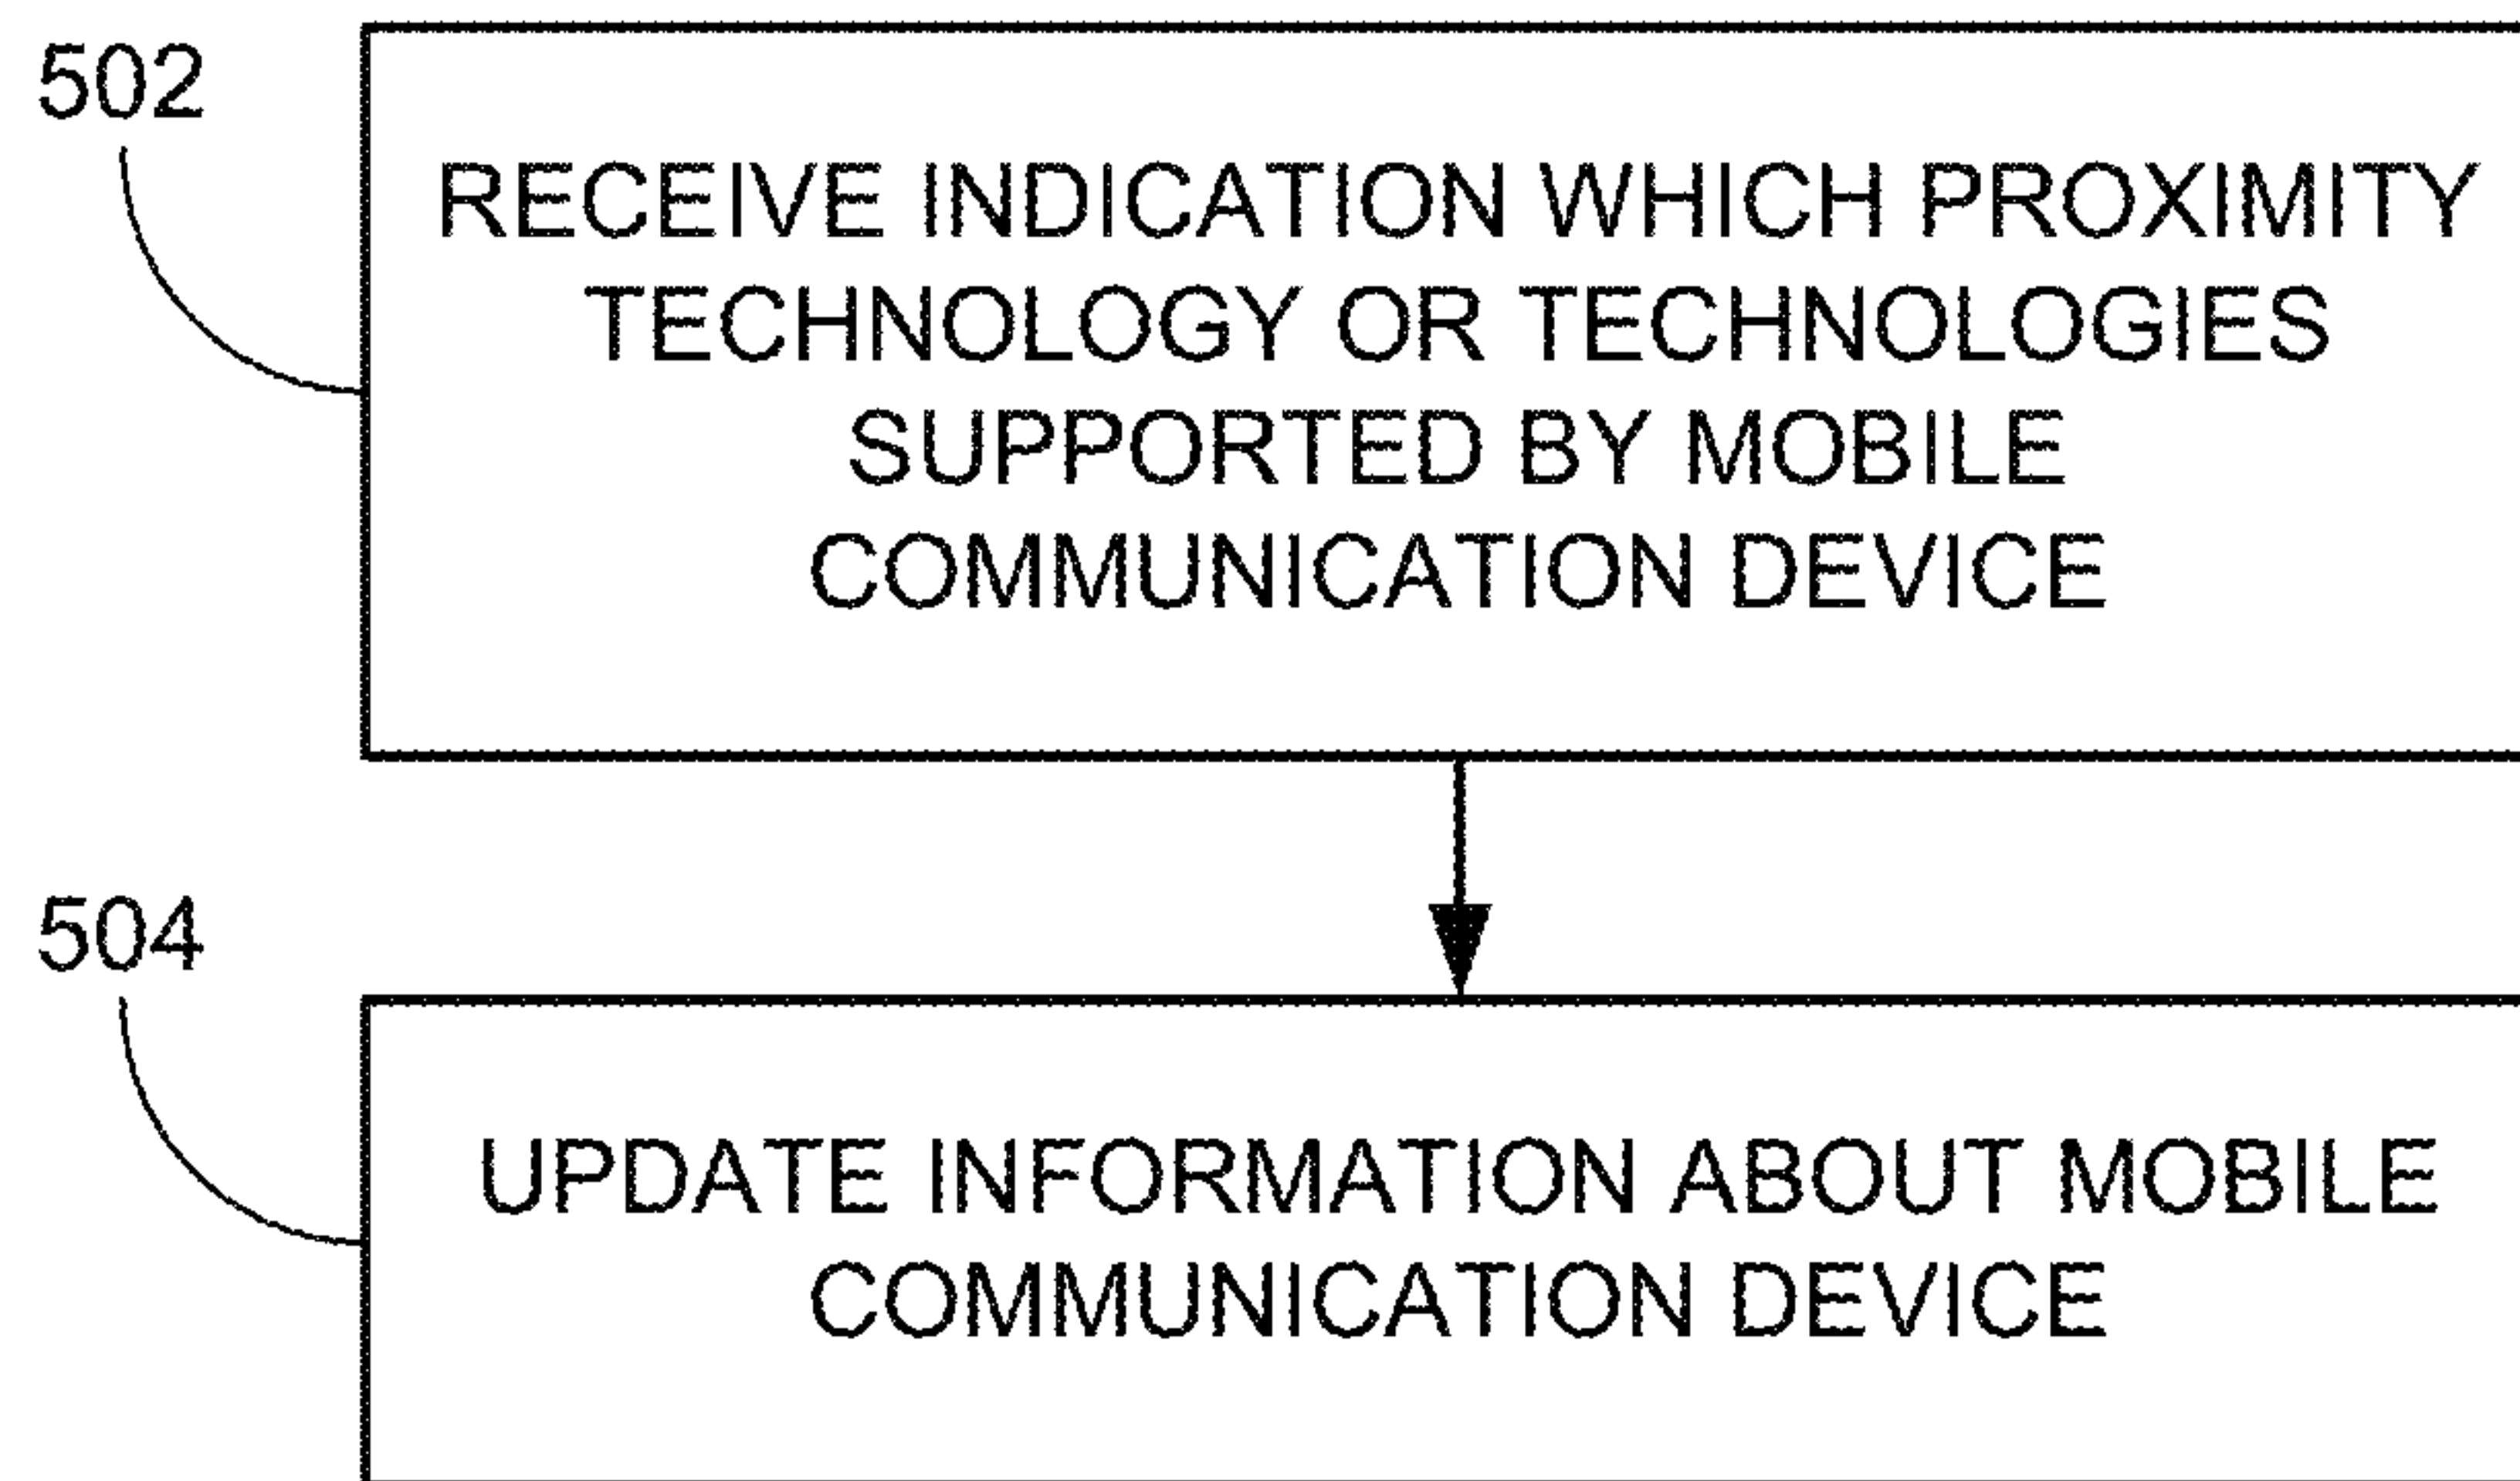 502
RECEIVE INDICATION WHICH PROXIMITY
TECHNOLOGY OR TECHNOLOGIES
SUPPORTED BY MOBILE
COMMUNICATION DEVICE
504
UPDATE INFORMATION ABOUT MOBILE
COMMUNICATION DEVICE